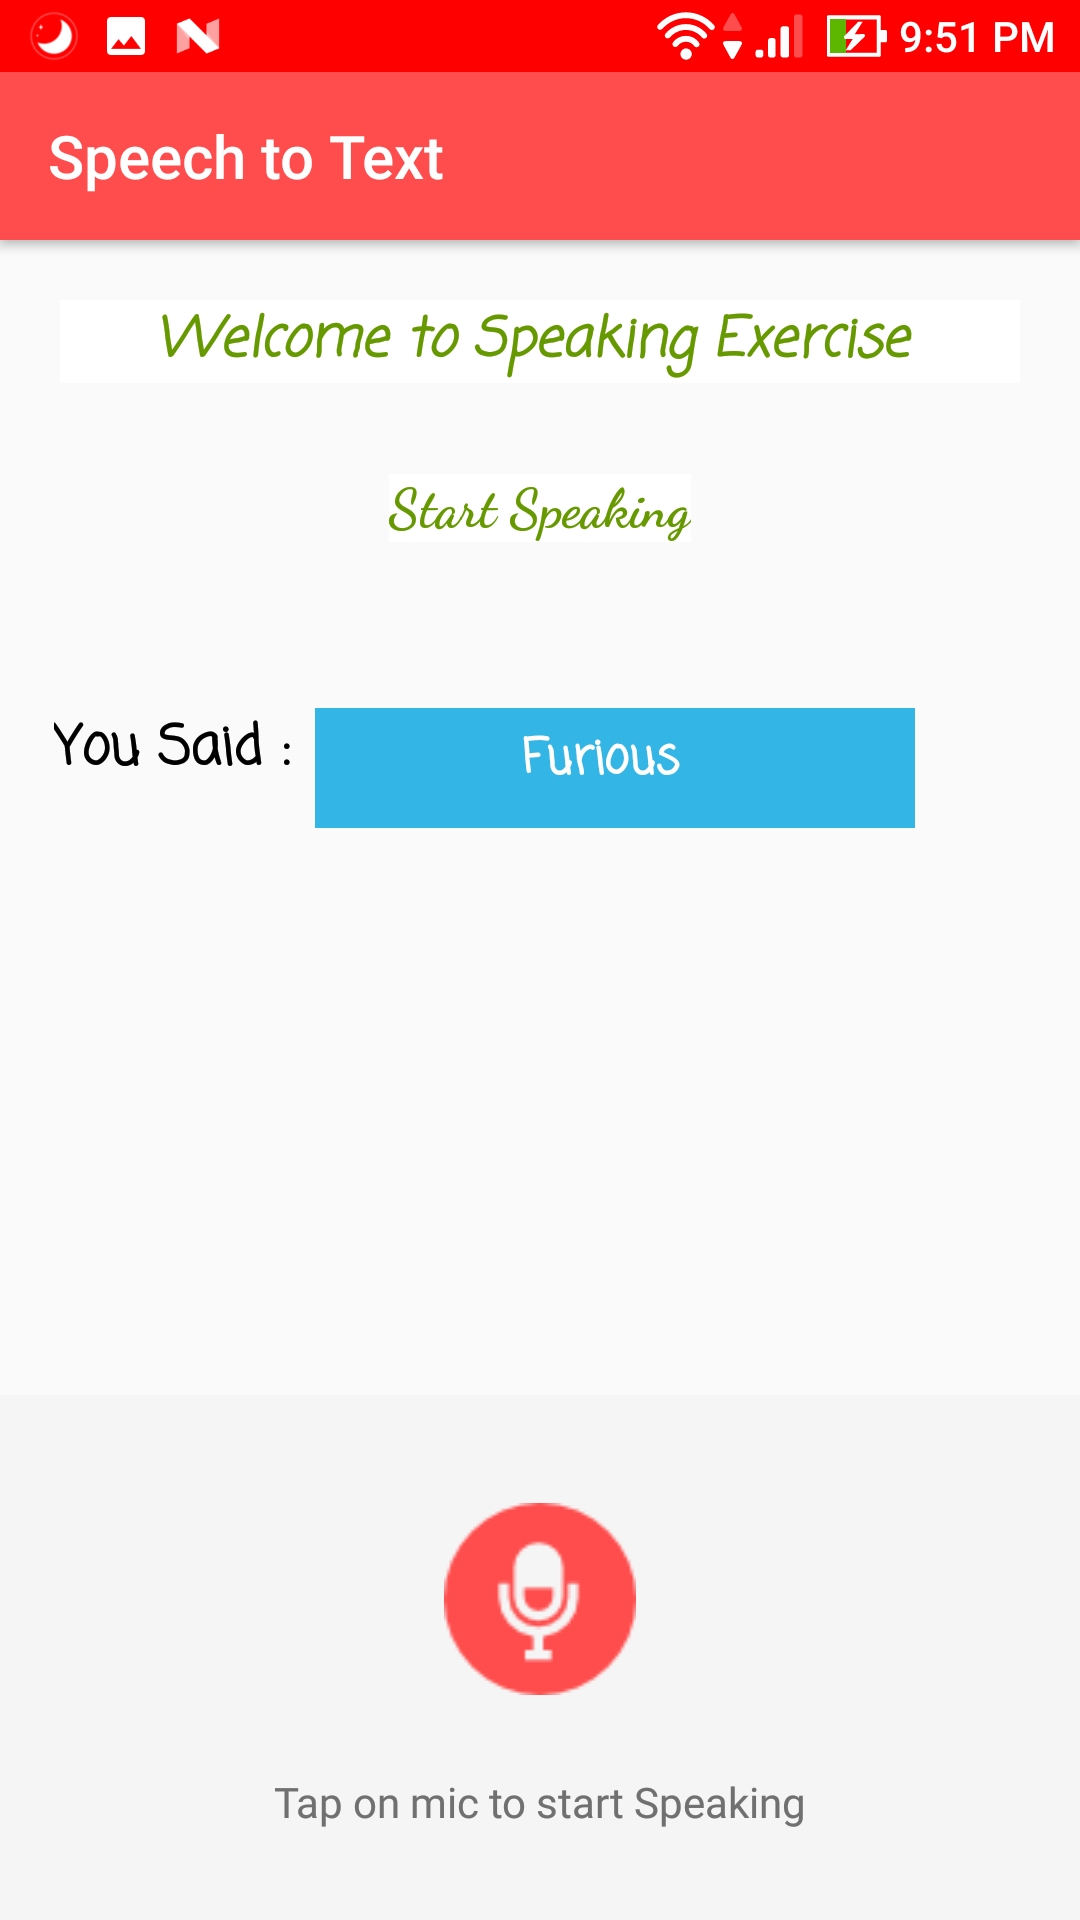 9:51 PM
Speech to Text
Welcome to Speaking Exercise
Start Speaking
You Said : Furious
Tap on mic to start Speaking